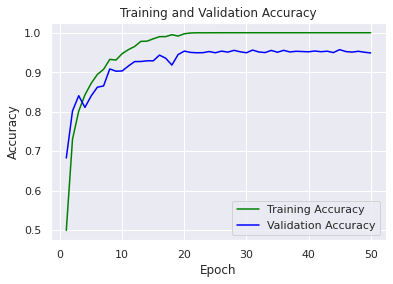 Training and Validation Accuracy
Accuracy
1.0
0.9
0.8
0.7
0.6
0.5
Training Accuracy
Validation Accuracy
0 10 20 30 40 50
Epoch